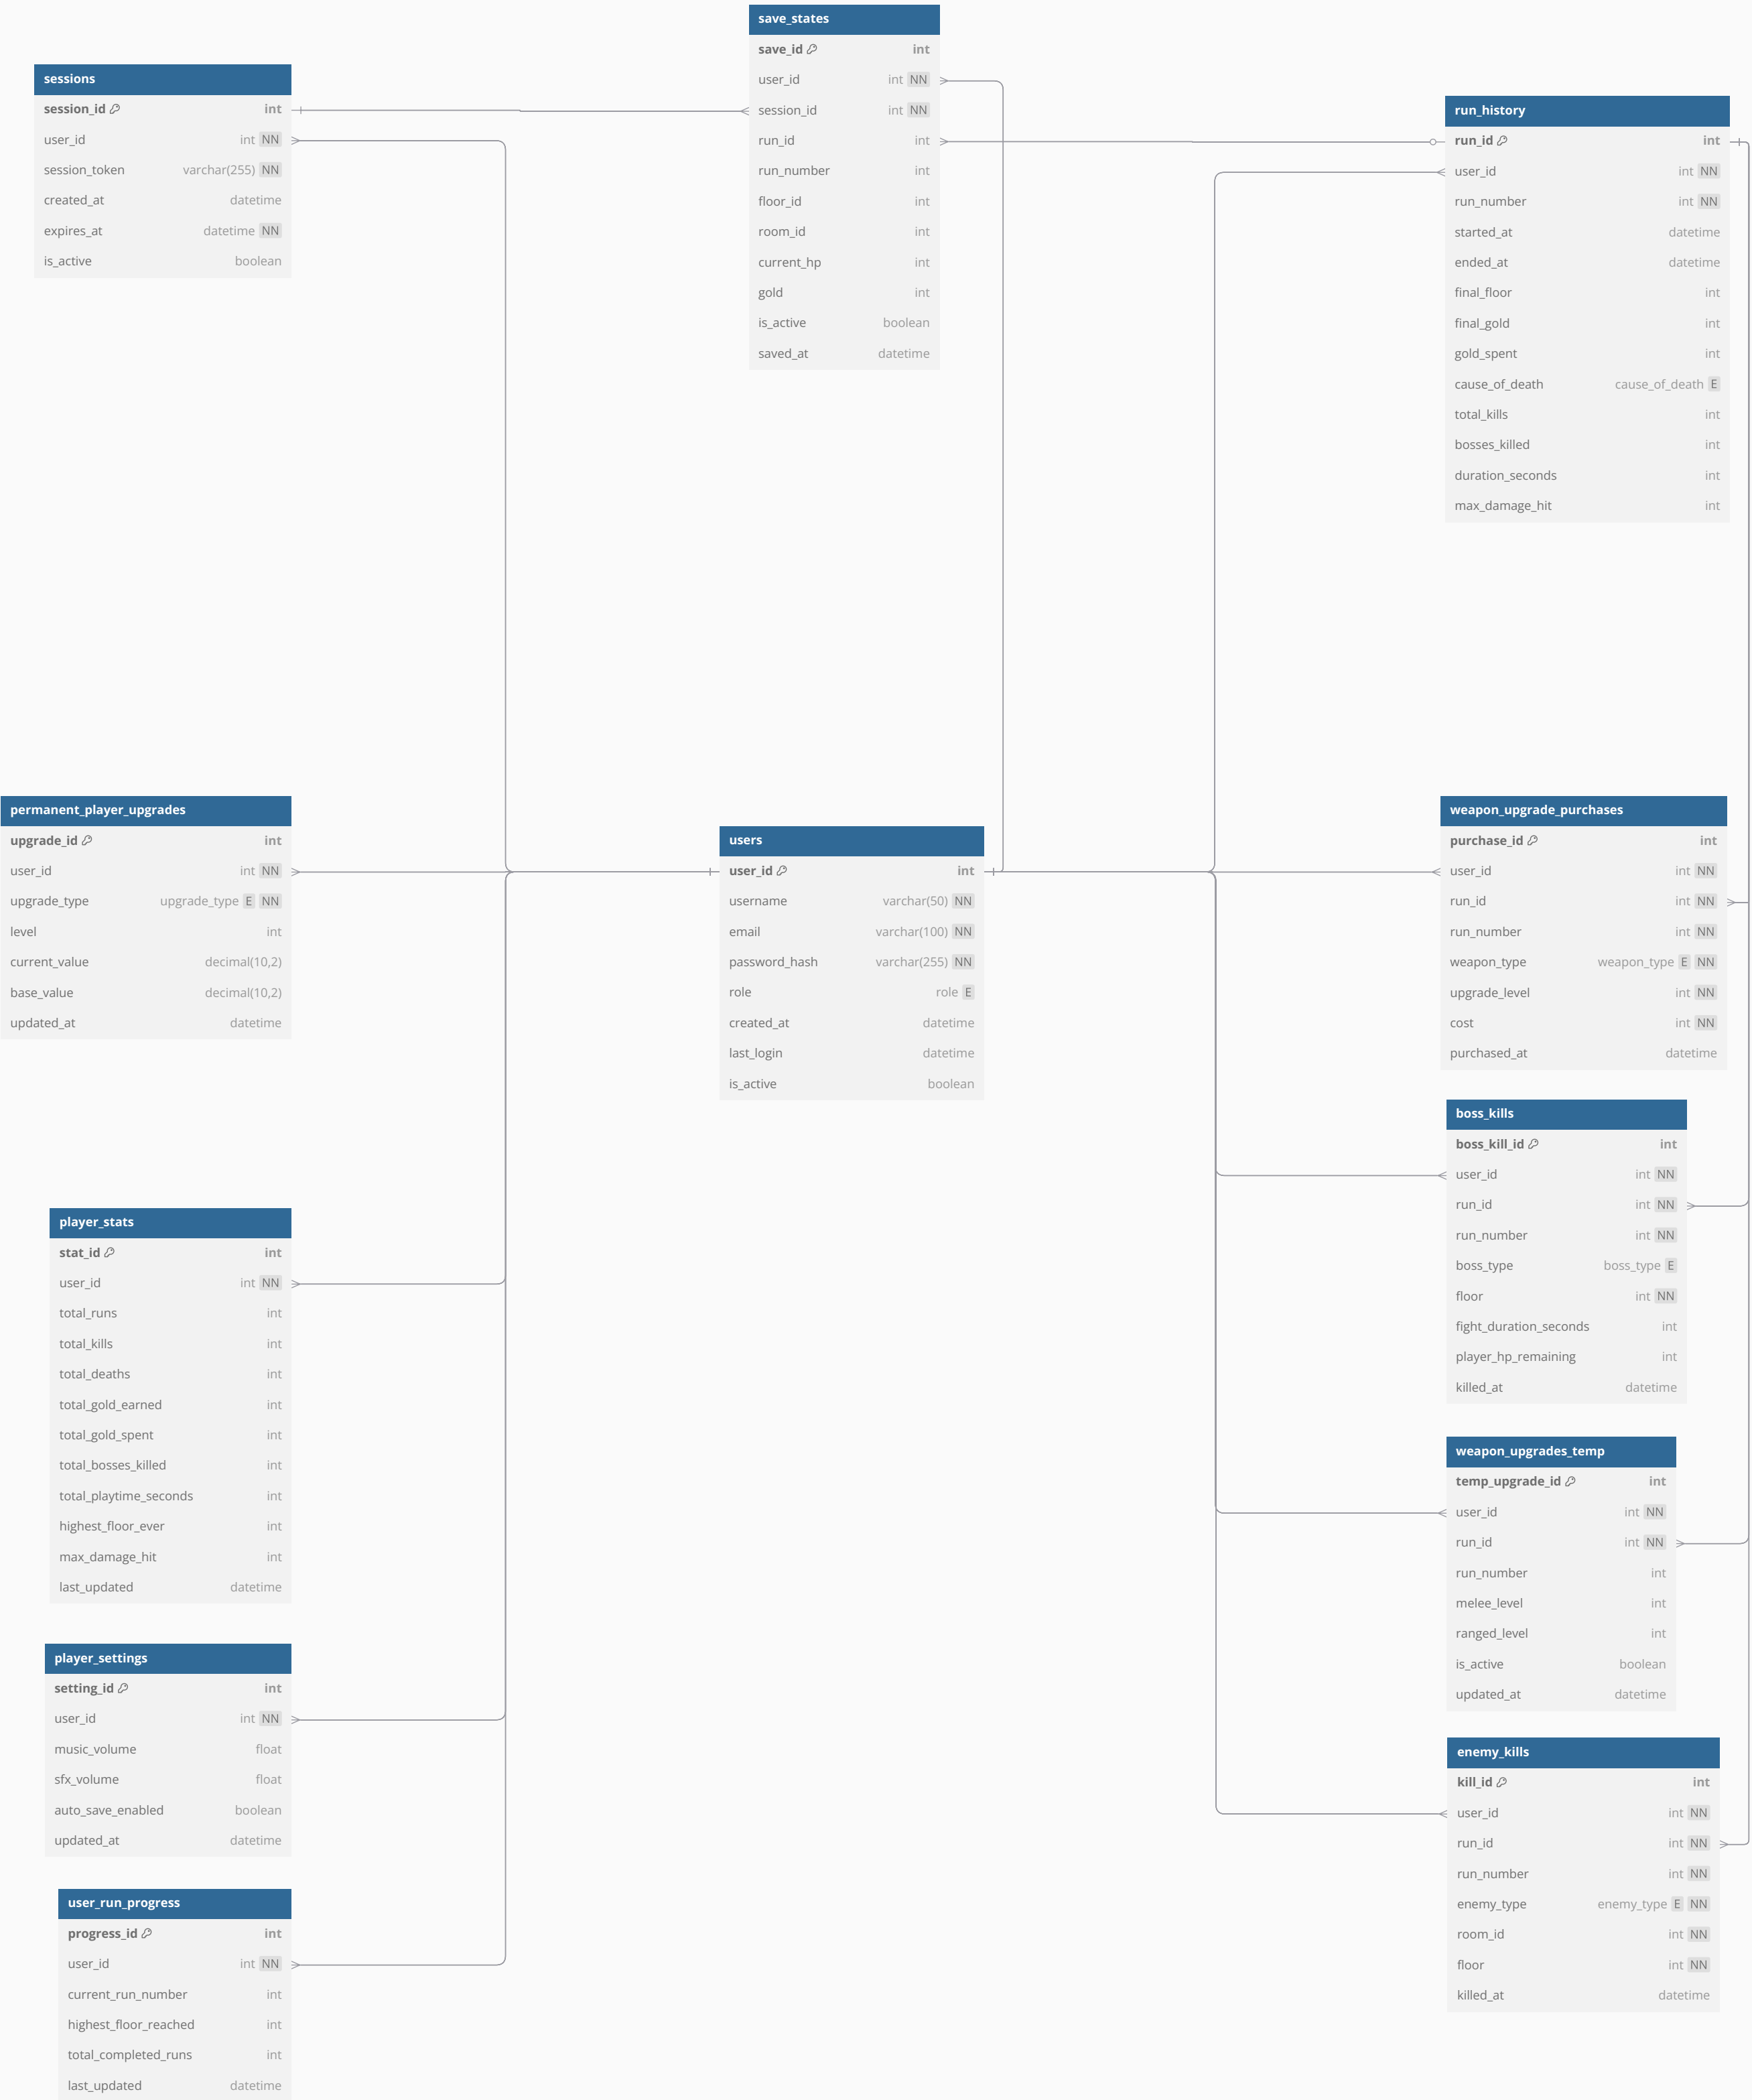 save_states
save_id int
user_id int NN
session_id int NN
run_id int
run_number int
floor_id int
room_id int
current_hp int
gold int
is_active boolean
saved_at datetime
sessions
session_id int
user_id int NN
session_token varchar(255) NN
created_at datetime
expires_at datetime NN
is_active boolean
run_history
run_id int
user_id int NN
run_number int NN
started_at datetime
ended_at datetime
final_floor int
final_gold int
gold_spent int
cause_of_death cause_of_death E
total_kills int
bosses_killed int
duration_seconds int
max_damage_hit int
permanent_player_upgrades
upgrade_id int
user_id int NN
upgrade_type upgrade_type E NN
level int
current_value decimal(10,2)
base_value decimal(10,2)
updated_at datetime
users
user_id int
username varchar(50) NN
email varchar(100) NN
password_hash varchar(255) NN
role role E
created_at datetime
last_login datetime
is_active boolean
weapon_upgrade_purchases
purchase_id int
user_id int NN
run_id int NN
run_number int NN
weapon_type weapon_type E NN
upgrade_level int NN
cost int NN
purchased_at datetime
boss_kills
boss_kill_id int
user_id int NN
run_id int NN
run_number int NN
boss_type boss_type E
floor int NN
fight_duration_seconds int
player_hp_remaining int
killed_at datetime
player_stats
stat_id int
user_id int NN
total_runs int
total_kills int
total_deaths int
total_gold_earned int
total_gold_spent int
total_bosses_killed int
total_playtime_seconds int
highest_floor_ever int
max_damage_hit int
last_updated datetime
weapon_upgrades_temp
temp_upgrade_id int
user_id int NN
run_id int NN
run_number int
melee_level int
ranged_level int
is_active boolean
updated_at datetime
player_settings
setting_id int
user_id int NN
music_volume float
sfx_volume float
auto_save_enabled boolean
updated_at datetime
enemy_kills
kill_id int
user_id int NN
run_id int NN
run_number int NN
enemy_type enemy_type E NN
room_id int NN
floor int NN
killed_at datetime
user_run_progress
progress_id int
user_id int NN
current_run_number int
highest_floor_reached int
total_completed_runs int
last_updated datetime